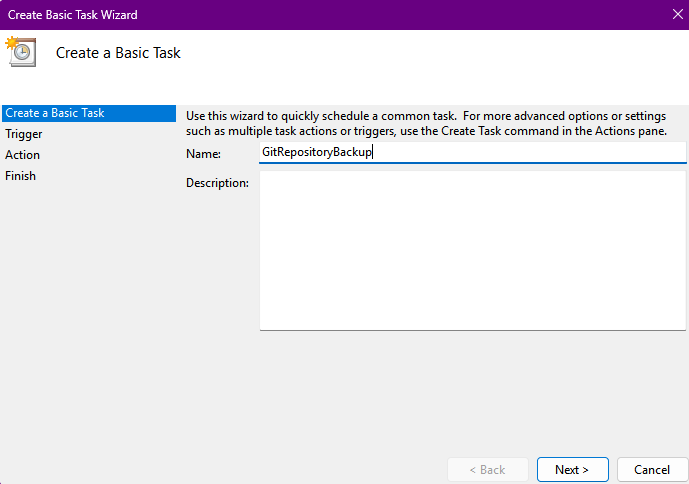 Create Basic Task Wizard
Create a Basic Task
Create a Basic Task
Trigger
Action
Finish
Use this wizard to quickly schedule a common task.  For more advanced options or settings
such as multiple task actions or triggers, use the Create Task command in the Actions pane.
Name: GitRepositoryBackup
Description:
< Back Next > Cancel